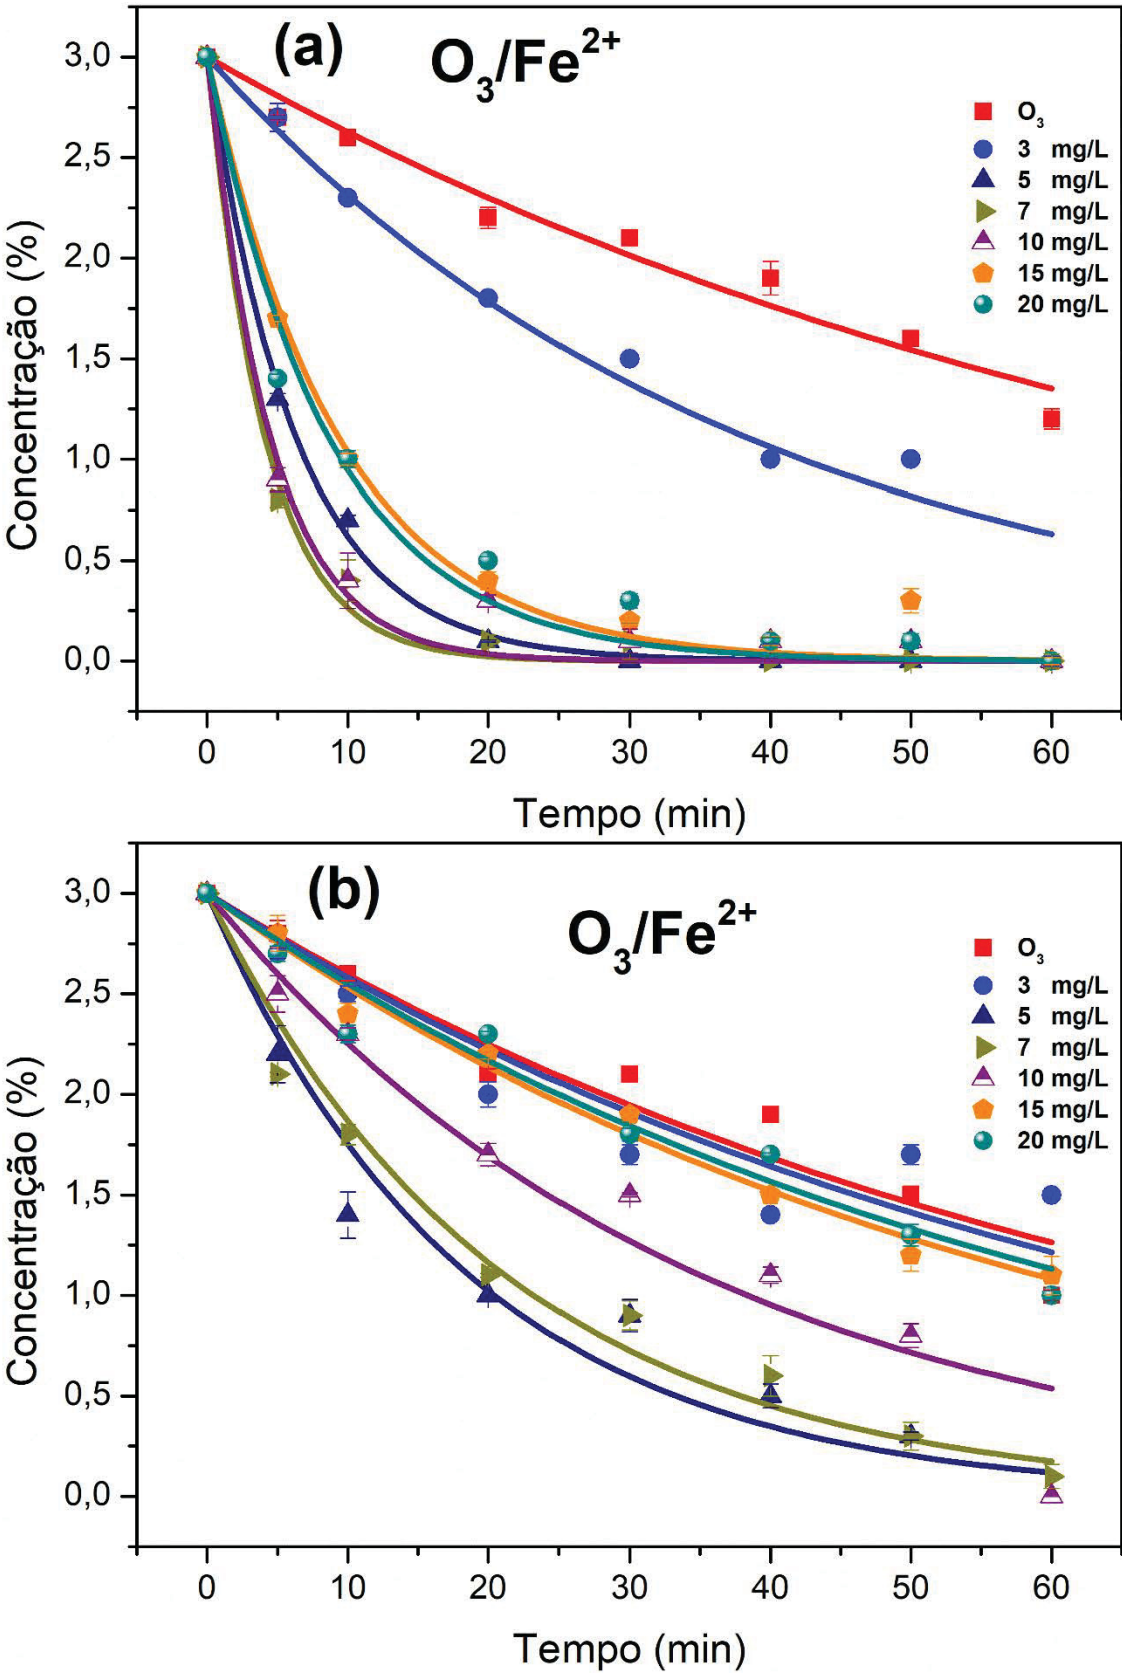 (a) O₃/Fe²⁺
O₃
3 mg/L
5 mg/L
7 mg/L
10 mg/L
15 mg/L
20 mg/L
Concentração (%)
3,0
2,5
2,0
1,5
1,0
0,5
0,0
0 10 20 30 40 50 60
Tempo (min)
(b) O₃/Fe²⁺
O₃
3 mg/L
5 mg/L
7 mg/L
10 mg/L
15 mg/L
20 mg/L
Concentração (%)
3,0
2,5
2,0
1,5
1,0
0,5
0,0
0 10 20 30 40 50 60
Tempo (min)